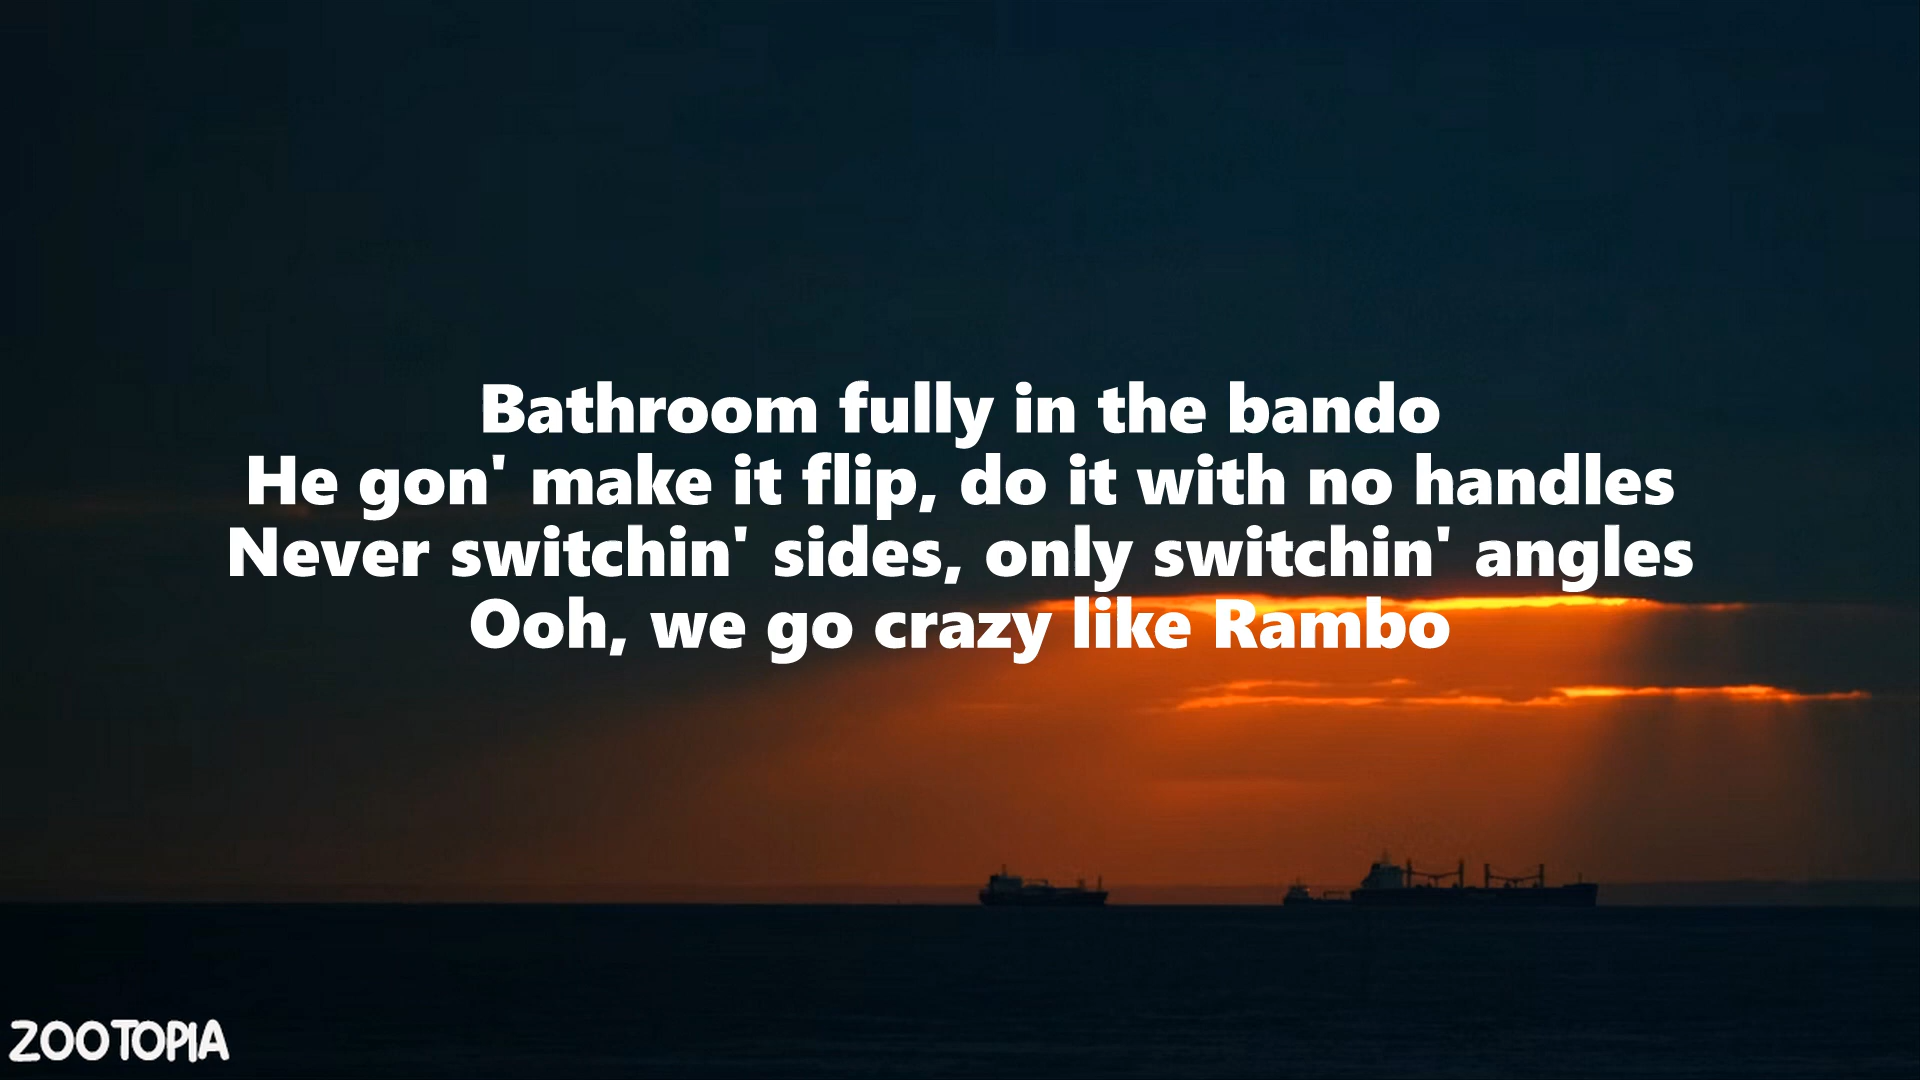 Bathroom fully in the bando
He gon' make it flip, do it with no handles
Never switchin' sides, only switchin' angles
Ooh, we go crazy like Rambo
ZOOTOPIA